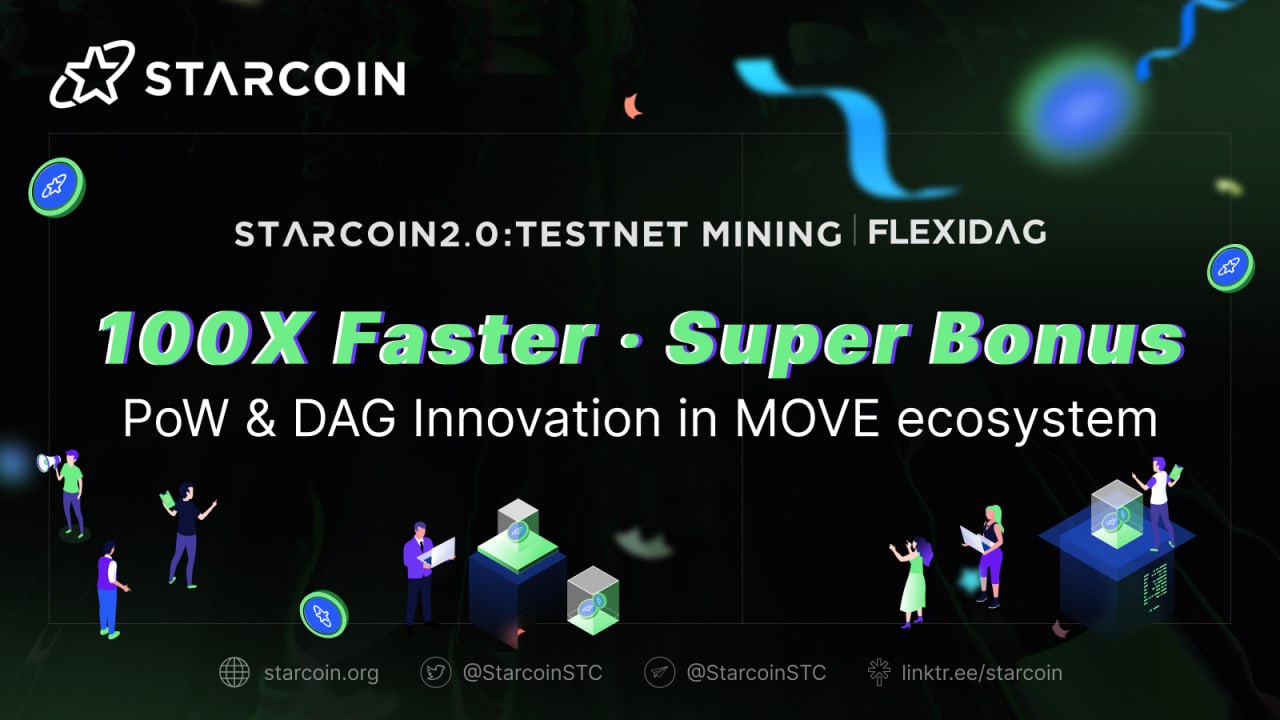 STARCOIN
STARCOIN2.0:TESTNET MINING | FLEXIDAG
100X Faster · Super Bonus
PoW & DAG Innovation in MOVE ecosystem
starcoin.org @StarcoinSTC @StarcoinSTC linktr.ee/starcoin